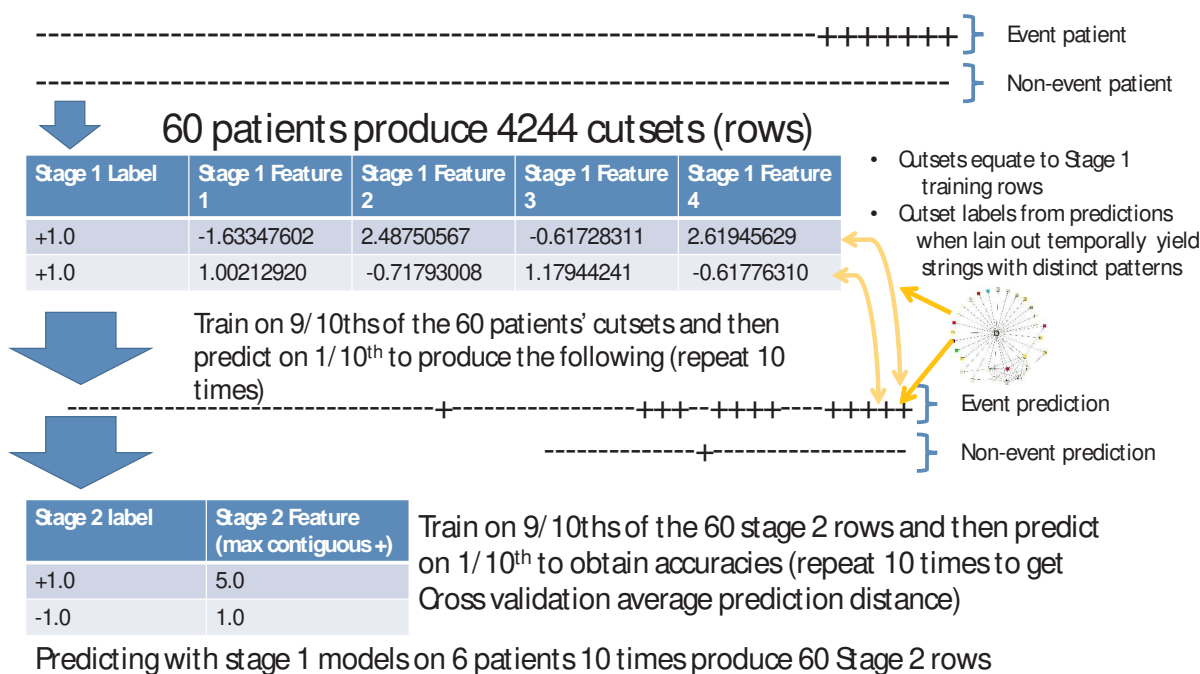 -----------------------------------------------------------------------------------+++++++ Event patient
------------------------------------------------------------------------------------------ Non-event patient
60 patients produce 4244 cutsets (rows)
Stage 1 Label Stage 1 Feature 1 Stage 1 Feature 2 Stage 1 Feature 3 Stage 1 Feature 4
+1.0 -1.63347602 2.48750567 -0.61728311 2.61945629
+1.0 1.00212920 -0.71793008 1.17944241 -0.61776310
• Cutsets equate to Stage 1
training rows
• Cutset labels from predictions
when lain out temporally yield
strings with distinct patterns
Train on 9/10ths of the 60 patients' cutsets and then
predict on 1/10th to produce the following (repeat 10
times)
---------------------------------------+--------------------+++--++++-----+++++ Event prediction
----------------+-------------------- Non-event prediction
Stage 2 label Stage 2 Feature
(max contiguous +)
+1.0 5.0
-1.0 1.0
Train on 9/10ths of the 60 stage 2 rows and then predict
on 1/10th to obtain accuracies (repeat 10 times to get
Cross validation average prediction distance)
Predicting with stage 1 models on 6 patients 10 times produce 60 Stage 2 rows